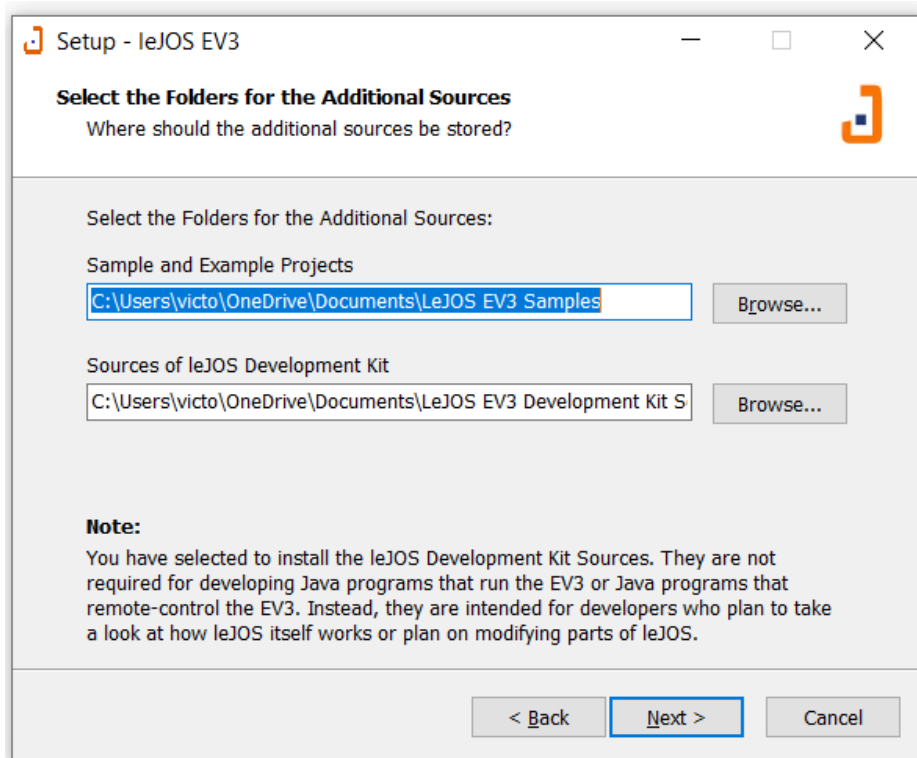 Setup - leJOS EV3
Select the Folders for the Additional Sources
Where should the additional sources be stored?
Select the Folders for the Additional Sources:
Sample and Example Projects
C:\Users\victo\OneDrive\Documents\LeJOS EV3 Samples
Browse...
Sources of leJOS Development Kit
C:\Users\victo\OneDrive\Documents\LeJOS EV3 Development Kit S
Browse...
Note:
You have selected to install the leJOS Development Kit Sources. They are not
required for developing Java programs that run the EV3 or Java programs that
remote-control the EV3. Instead, they are intended for developers who plan to take
a look at how leJOS itself works or plan on modifying parts of leJOS.
< Back
Next >
Cancel